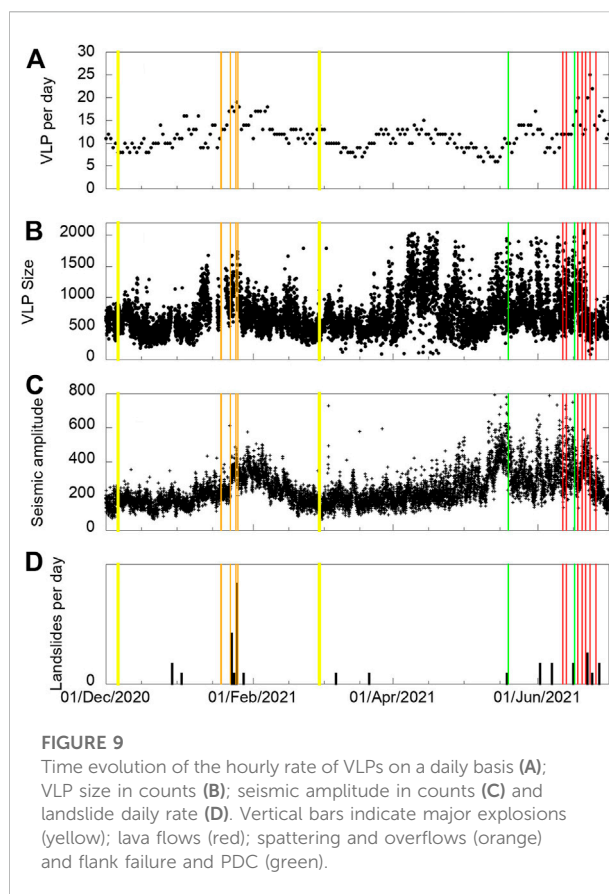 A
VLP per day
30
25
20
15
10
5
0
B
VLP Size
2000
1500
1000
500
0
C
Seismic amplitude
800
600
400
200
0
D
Landslides per day
0
01/Dec/2020 01/Feb/2021 01/Apr/2021 01/Jun/2021
FIGURE 9
Time evolution of the hourly rate of VLPs on a daily basis (A);
VLP size in counts (B); seismic amplitude in counts (C) and
landslide daily rate (D). Vertical bars indicate major explosions
(yellow); lava flows (red); spattering and overflows (orange)
and flank failure and PDC (green).